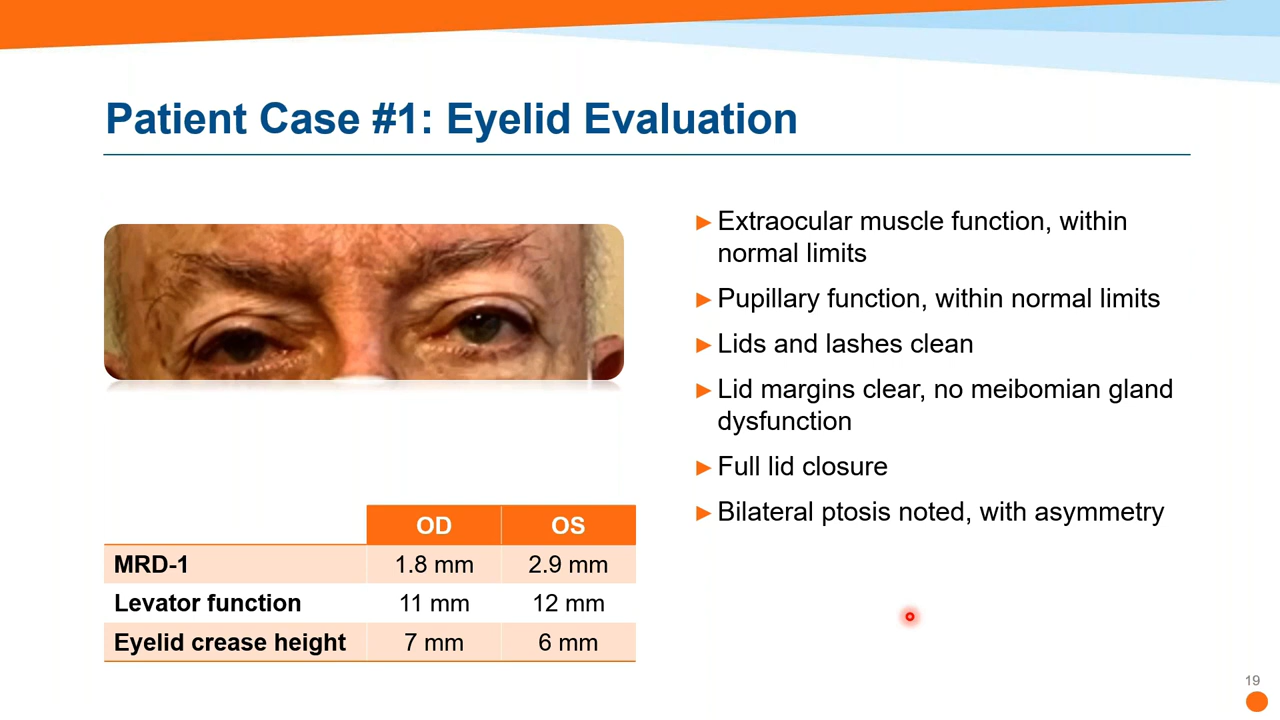 Patient Case #1: Eyelid Evaluation
► Extraocular muscle function, within
normal limits
► Pupillary function, within normal limits
► Lids and lashes clean
► Lid margins clear, no meibomian gland
dysfunction
► Full lid closure
► Bilateral ptosis noted, with asymmetry
OD OS
MRD-1 1.8 mm 2.9 mm
Levator function 11 mm 12 mm
Eyelid crease height 7 mm 6 mm
19